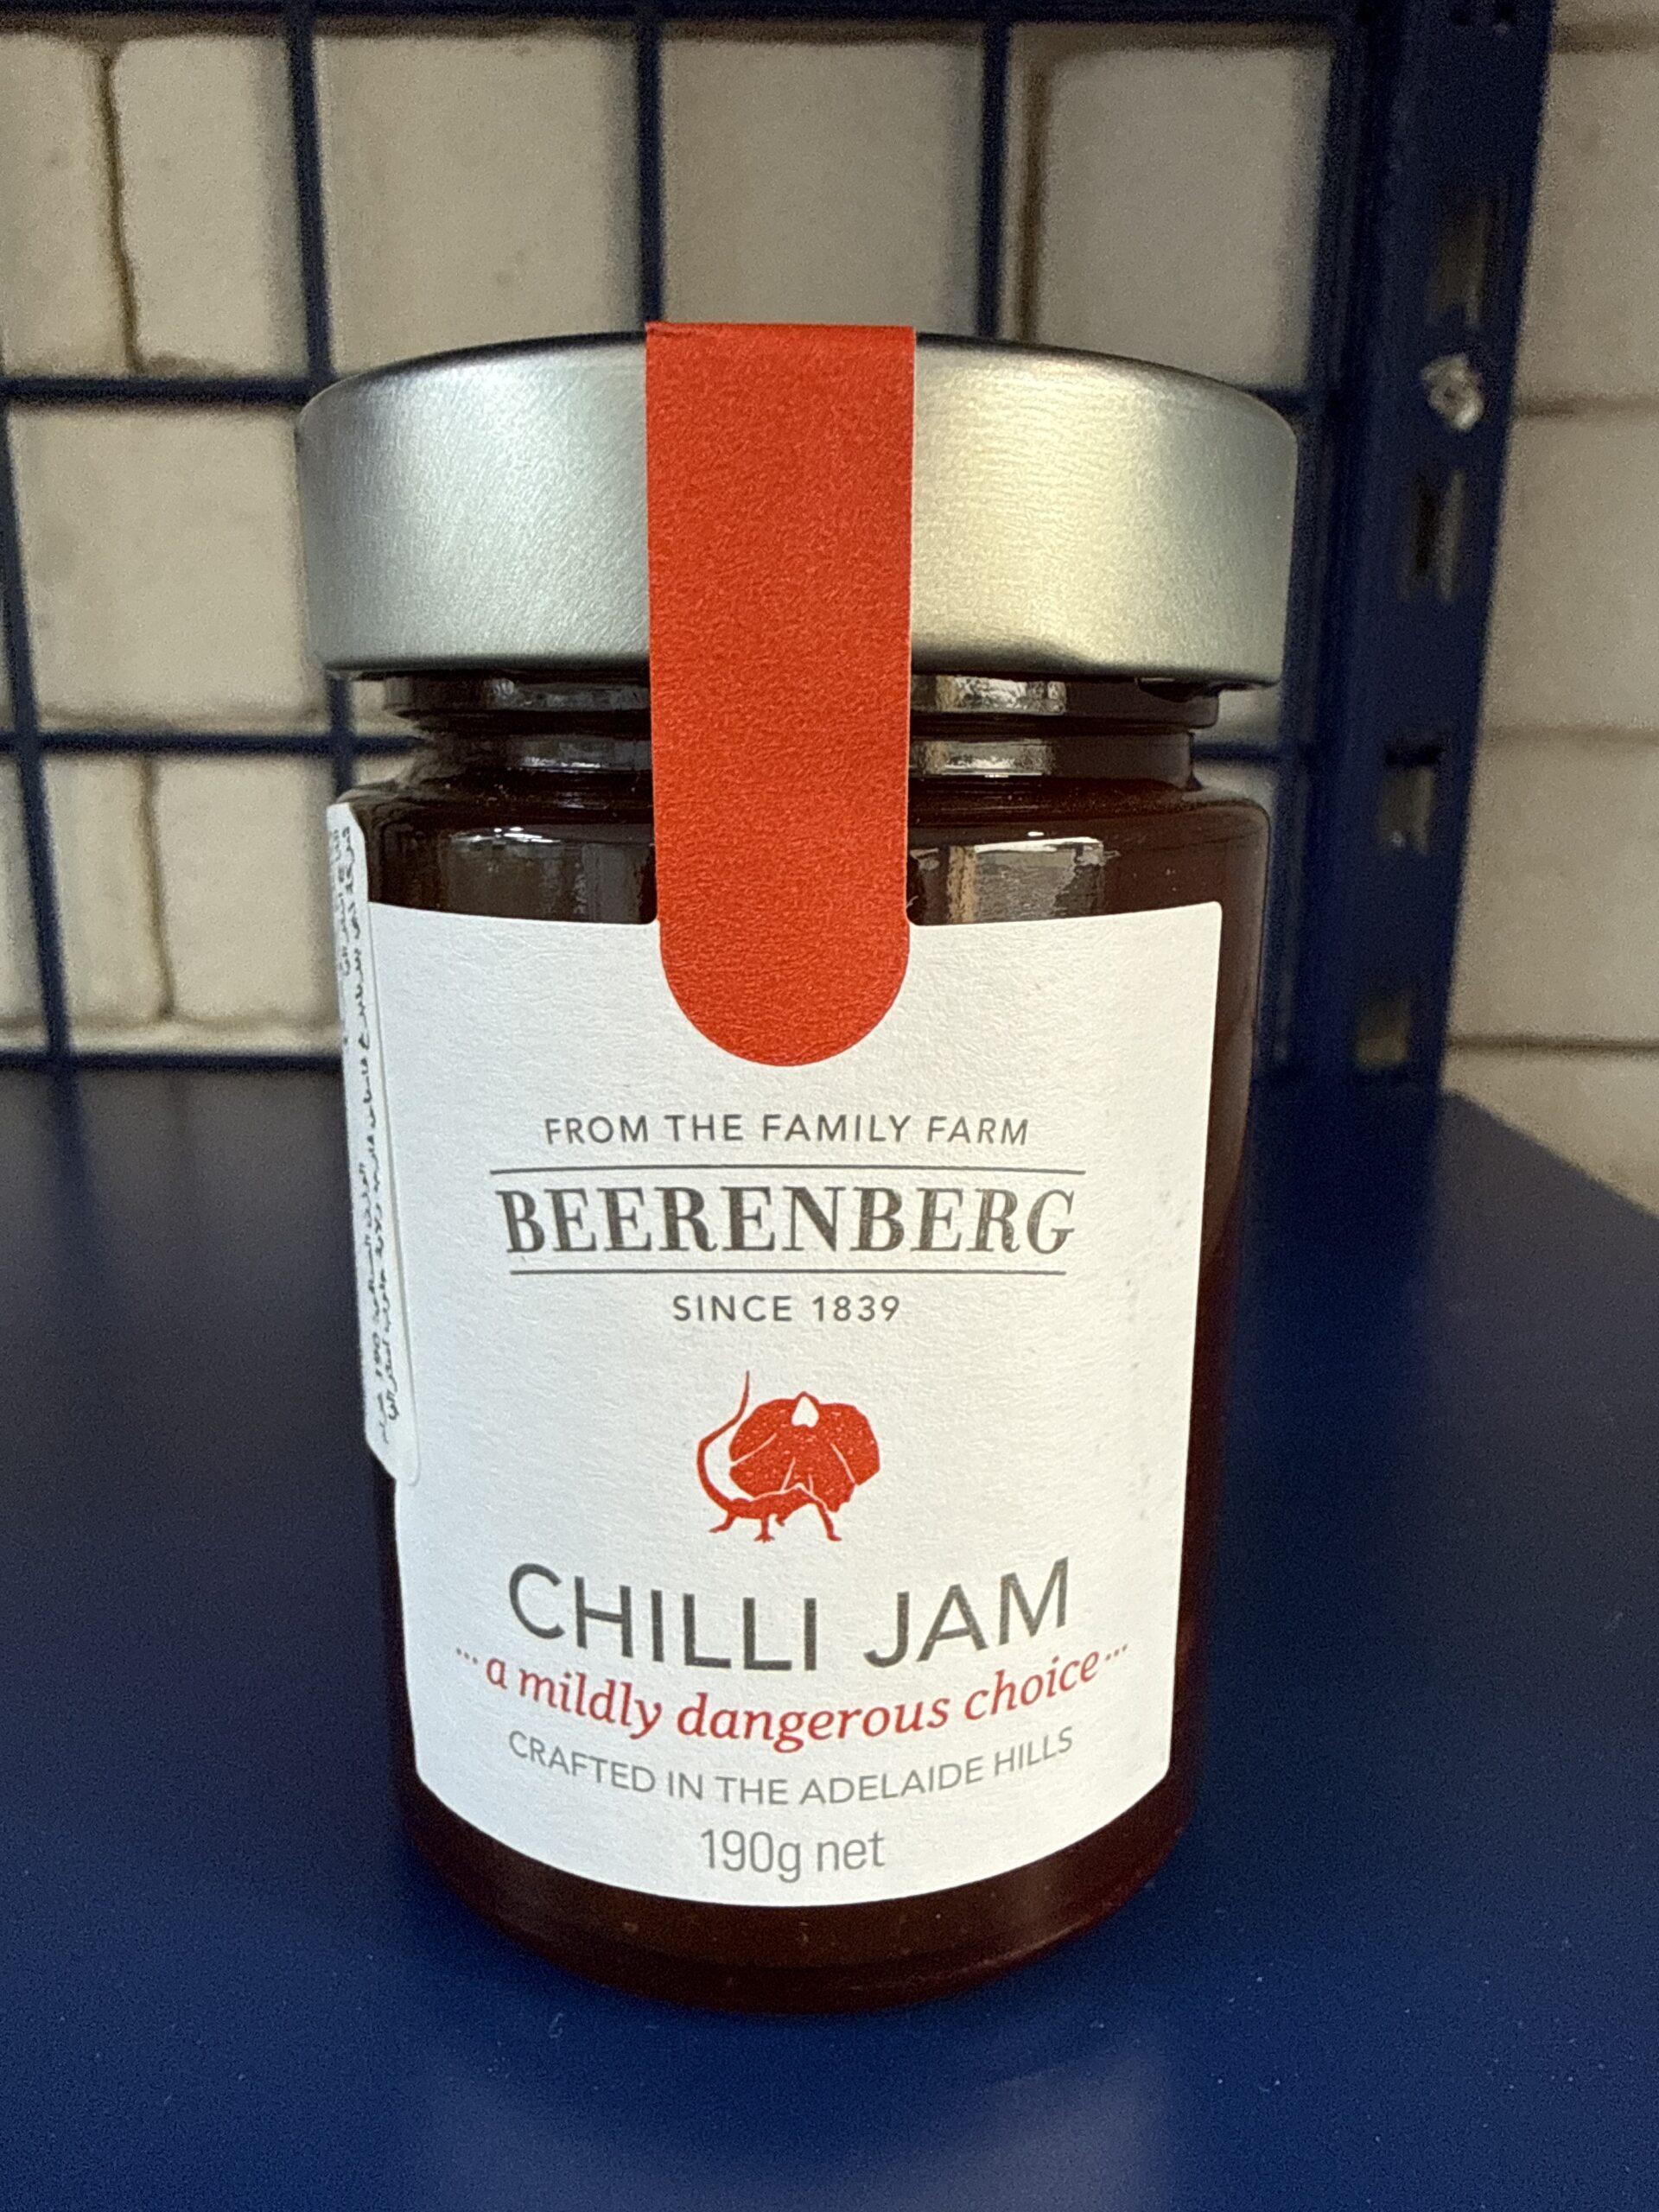 FROM THE FAMILY FARM
BEERENBERG
SINCE 1839
CHILLI JAM
...a mildly dangerous choice...
CRAFTED IN THE ADELAIDE HILLS
190g net